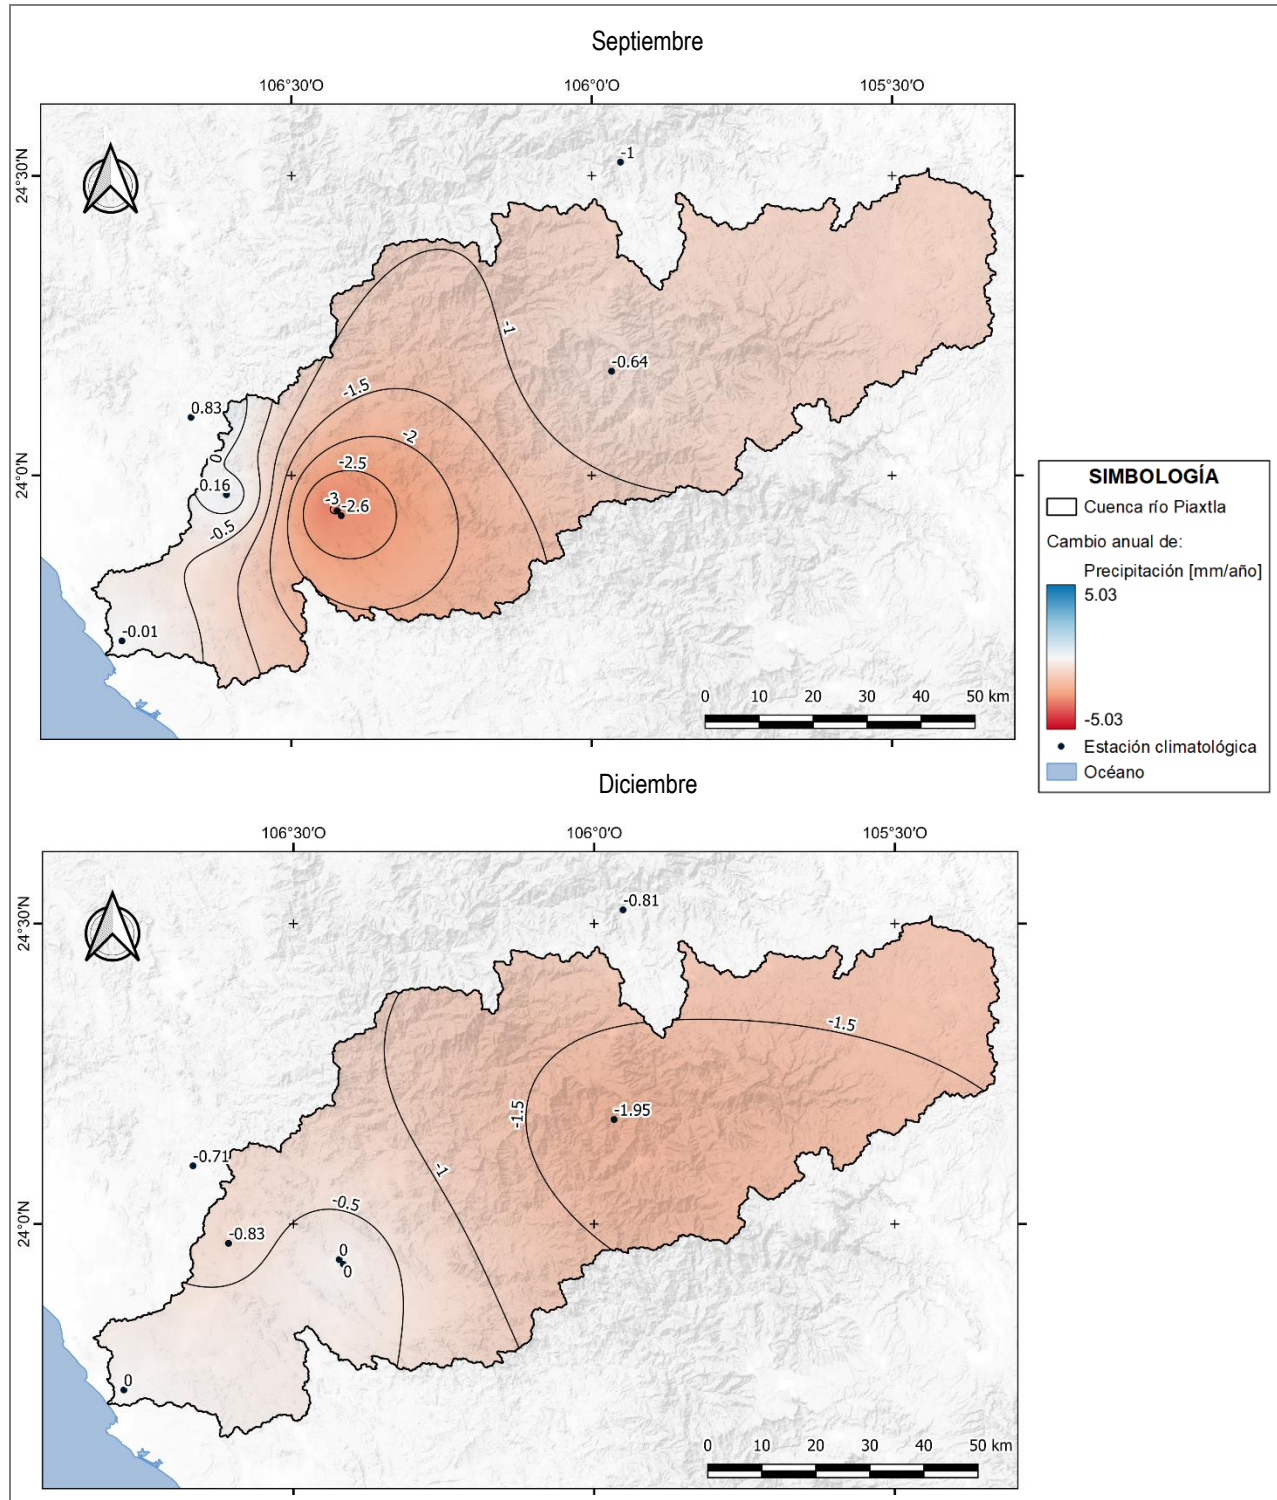 Septiembre
106°30'O 106°0'O 105°30'O
24°30'N
24°0'N
-1
-1
-0.64
-1.5
0.83
-2
0
-2.5
0.16
-3
-2.6
-0.5
-0.01
0 10 20 30 40 50 km
SIMBOLOGÍA
Cuenca río Piaxtla
Cambio anual de:
Precipitación [mm/año]
5.03
-5.03
Estación climatológica
Océano
Diciembre
106°30'O 106°0'O 105°30'O
24°30'N
24°0'N
-0.81
-1.5
-1.95
-1.5
-0.71
-1
-0.5
-0.83
0
0
0
0 10 20 30 40 50 km